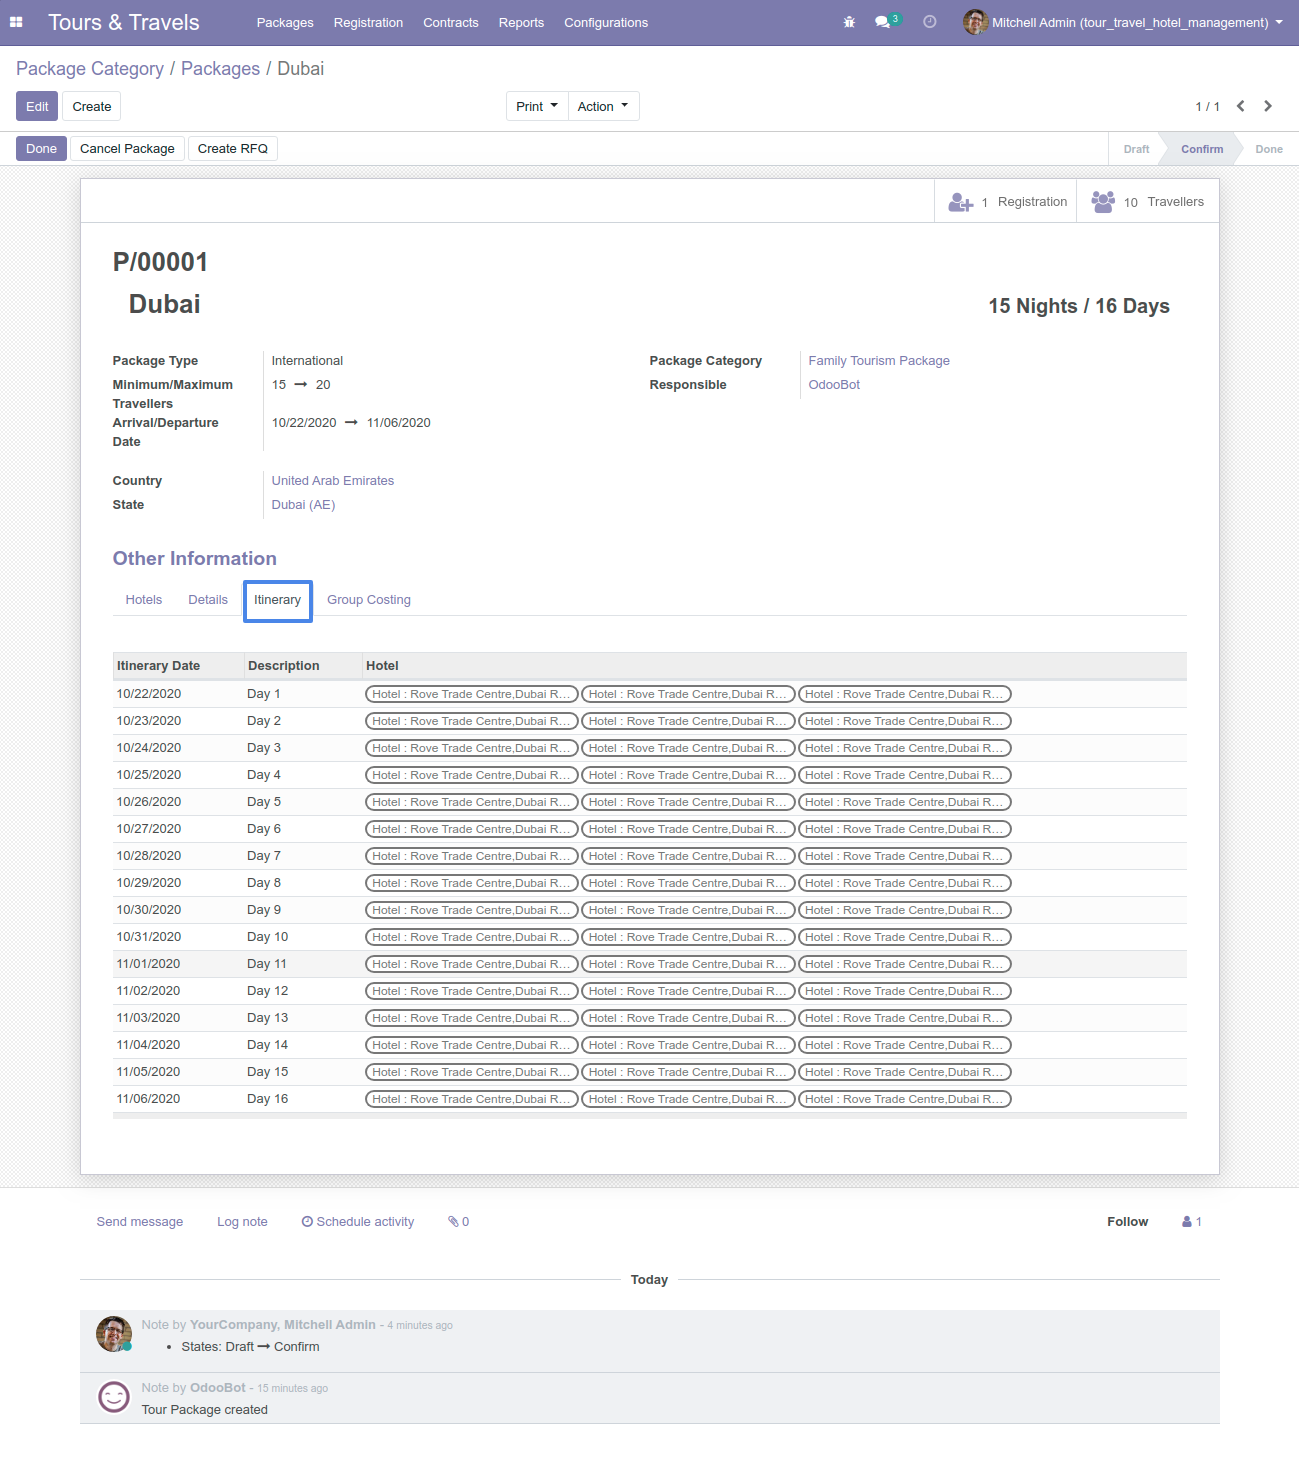 Tours & Travels Packages Registration Contracts Reports Configurations 3 Mitchell Admin (tour_travel_hotel_management)
Package Category / Packages / Dubai
Edit Create Print Action 1 / 1
Done Cancel Package Create RFQ Draft Confirm Done
1 Registration 10 Travellers
P/00001
Dubai 15 Nights / 16 Days
Package Type International Package Category Family Tourism Package
Minimum/Maximum 15 → 20 Responsible OdooBot
Travellers
Arrival/Departure 10/22/2020 → 11/06/2020
Date
Country United Arab Emirates
State Dubai (AE)
Other Information
Hotels Details Itinerary Group Costing
Itinerary Date Description Hotel
10/22/2020 Day 1 Hotel : Rove Trade Centre,Dubai R... Hotel : Rove Trade Centre,Dubai R... Hotel : Rove Trade Centre,Dubai R...
10/23/2020 Day 2 Hotel : Rove Trade Centre,Dubai R... Hotel : Rove Trade Centre,Dubai R... Hotel : Rove Trade Centre,Dubai R...
10/24/2020 Day 3 Hotel : Rove Trade Centre,Dubai R... Hotel : Rove Trade Centre,Dubai R... Hotel : Rove Trade Centre,Dubai R...
10/25/2020 Day 4 Hotel : Rove Trade Centre,Dubai R... Hotel : Rove Trade Centre,Dubai R... Hotel : Rove Trade Centre,Dubai R...
10/26/2020 Day 5 Hotel : Rove Trade Centre,Dubai R... Hotel : Rove Trade Centre,Dubai R... Hotel : Rove Trade Centre,Dubai R...
10/27/2020 Day 6 Hotel : Rove Trade Centre,Dubai R... Hotel : Rove Trade Centre,Dubai R... Hotel : Rove Trade Centre,Dubai R...
10/28/2020 Day 7 Hotel : Rove Trade Centre,Dubai R... Hotel : Rove Trade Centre,Dubai R... Hotel : Rove Trade Centre,Dubai R...
10/29/2020 Day 8 Hotel : Rove Trade Centre,Dubai R... Hotel : Rove Trade Centre,Dubai R... Hotel : Rove Trade Centre,Dubai R...
10/30/2020 Day 9 Hotel : Rove Trade Centre,Dubai R... Hotel : Rove Trade Centre,Dubai R... Hotel : Rove Trade Centre,Dubai R...
10/31/2020 Day 10 Hotel : Rove Trade Centre,Dubai R... Hotel : Rove Trade Centre,Dubai R... Hotel : Rove Trade Centre,Dubai R...
11/01/2020 Day 11 Hotel : Rove Trade Centre,Dubai R... Hotel : Rove Trade Centre,Dubai R... Hotel : Rove Trade Centre,Dubai R...
11/02/2020 Day 12 Hotel : Rove Trade Centre,Dubai R... Hotel : Rove Trade Centre,Dubai R... Hotel : Rove Trade Centre,Dubai R...
11/03/2020 Day 13 Hotel : Rove Trade Centre,Dubai R... Hotel : Rove Trade Centre,Dubai R... Hotel : Rove Trade Centre,Dubai R...
11/04/2020 Day 14 Hotel : Rove Trade Centre,Dubai R... Hotel : Rove Trade Centre,Dubai R... Hotel : Rove Trade Centre,Dubai R...
11/05/2020 Day 15 Hotel : Rove Trade Centre,Dubai R... Hotel : Rove Trade Centre,Dubai R... Hotel : Rove Trade Centre,Dubai R...
11/06/2020 Day 16 Hotel : Rove Trade Centre,Dubai R... Hotel : Rove Trade Centre,Dubai R... Hotel : Rove Trade Centre,Dubai R...
Send message Log note Schedule activity 0 Follow 1
Today
Note by YourCompany, Mitchell Admin - 4 minutes ago
• States: Draft → Confirm
Note by OdooBot - 15 minutes ago
Tour Package created